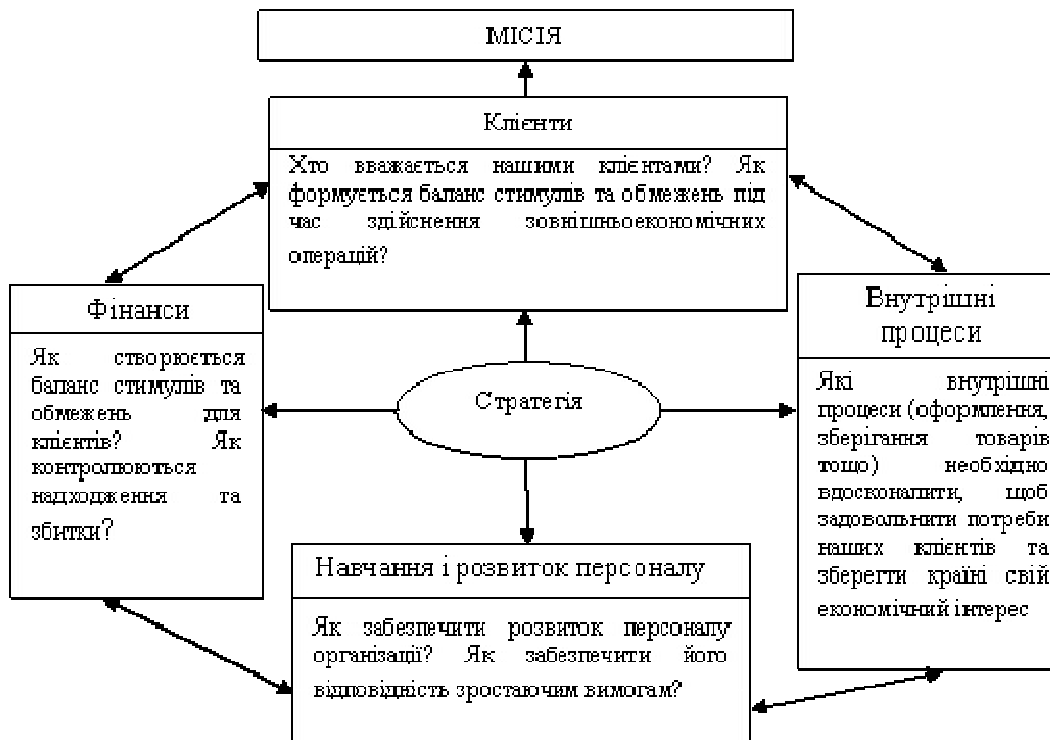 МІСІЯ
Клієнти
Хто вважається нашими клієнтами? Як
формується баланс стимулів та обмежень під
час здійснення зовнішньоекономічних
операцій?
Фінанси
Як створюється
баланс стимулів та
обмежень для
клієнтів? Як
контролюються
надходження та
збитки?
Стратегія
Внутрішні
процеси
Які внутрішні
процеси (оформлення,
зберігання товарів
тощо) необхідно
вдосконалити, щоб
задовольнити потреби
наших клієнтів та
зберегти країні свій
економічний інтерес
Навчання і розвиток персоналу
Як забезпечити розвиток персоналу
організації? Як забезпечити його
відповідність зростаючим вимогам?